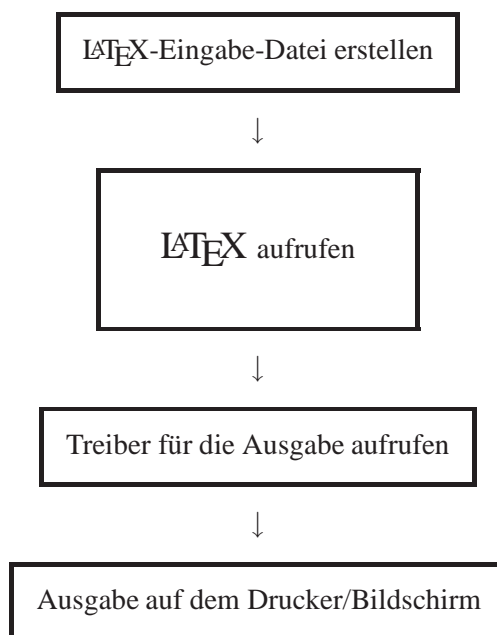 LATEX-Eingabe-Datei erstellen
↓
LATEX aufrufen
↓
Treiber für die Ausgabe aufrufen
↓
Ausgabe auf dem Drucker/Bildschirm